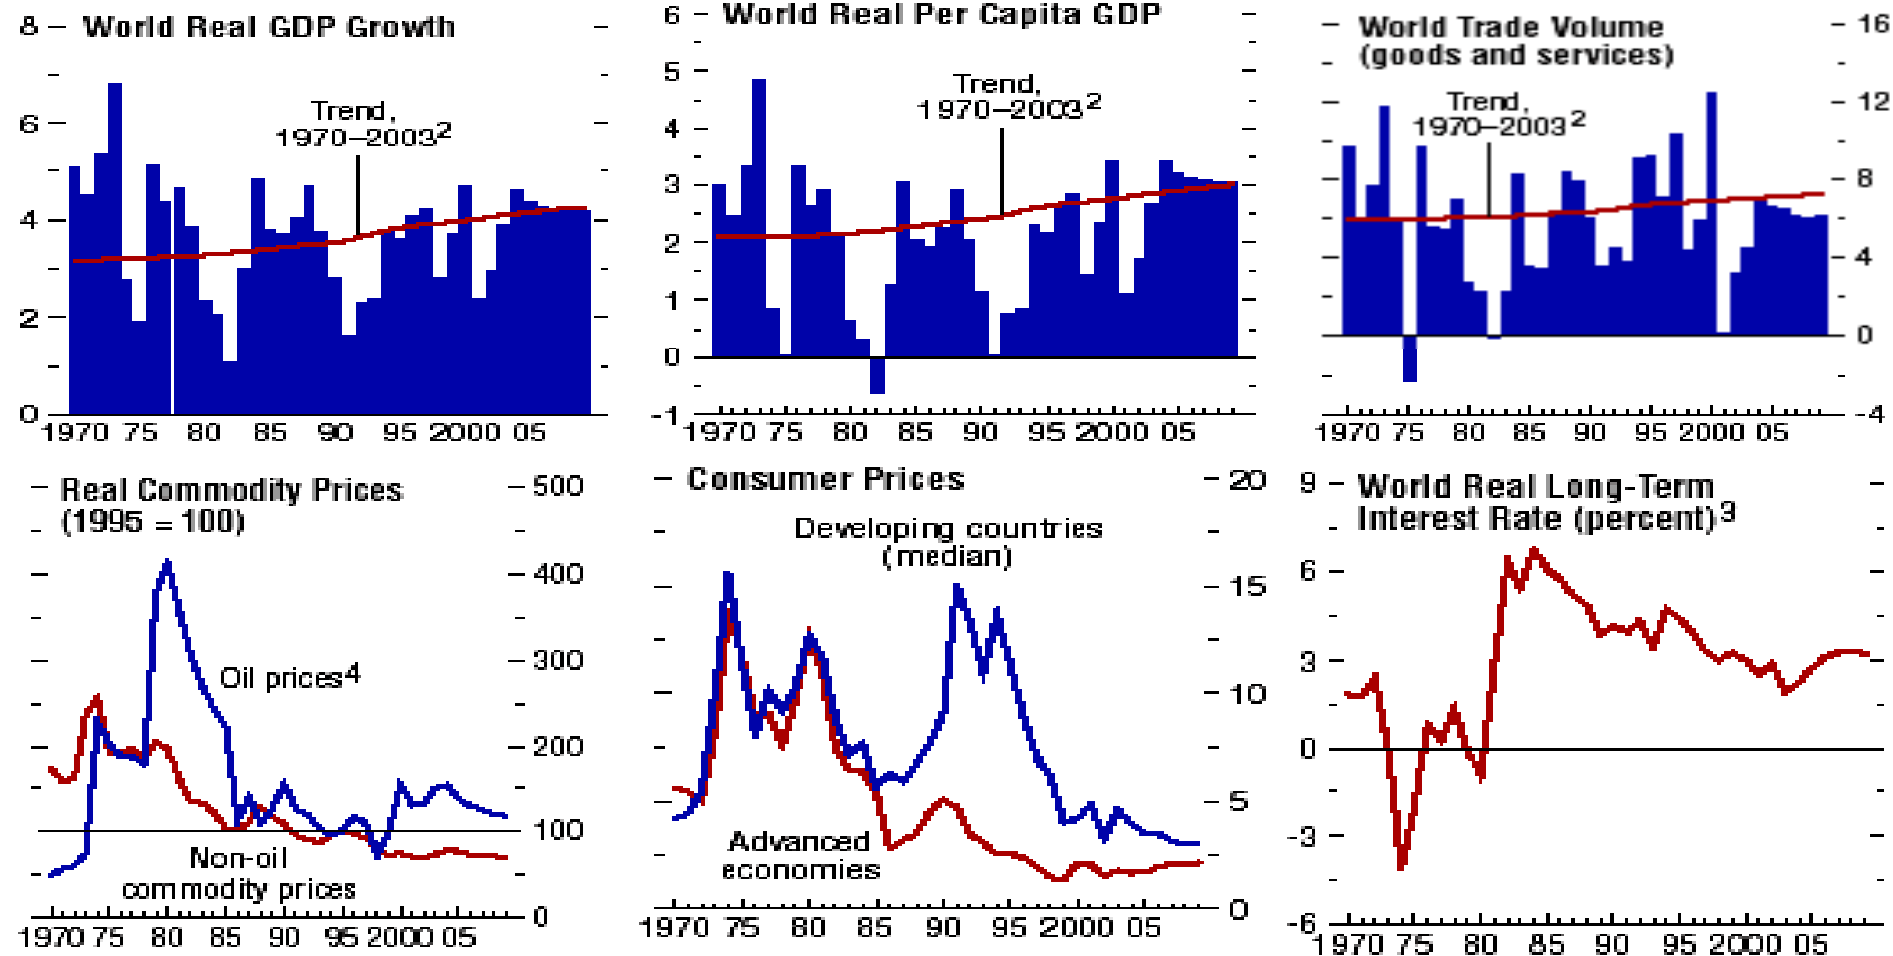 World Real GDP Growth
8
6
4
2
0
Trend,
1970–2003²
1970 75 80 85 90 95 2000 05
World Real Per Capita GDP
6
5
4
3
2
1
0
-1
Trend,
1970–2003²
1970 75 80 85 90 95 2000 05
World Trade Volume
(goods and services)
16
12
8
4
0
-4
Trend,
1970–2003²
1970 75 80 85 90 95 2000 05
Real Commodity Prices
(1995 = 100)
500
400
300
200
100
0
Oil prices⁴
Non-oil
commodity prices
1970 75 80 85 90 95 2000 05
Consumer Prices
20
15
10
5
0
Developing countries
(median)
Advanced
economies
1970 75 80 85 90 95 2000 05
World Real Long-Term
Interest Rate (percent)³
9
6
3
0
-3
-6
1970 75 80 85 90 95 2000 05